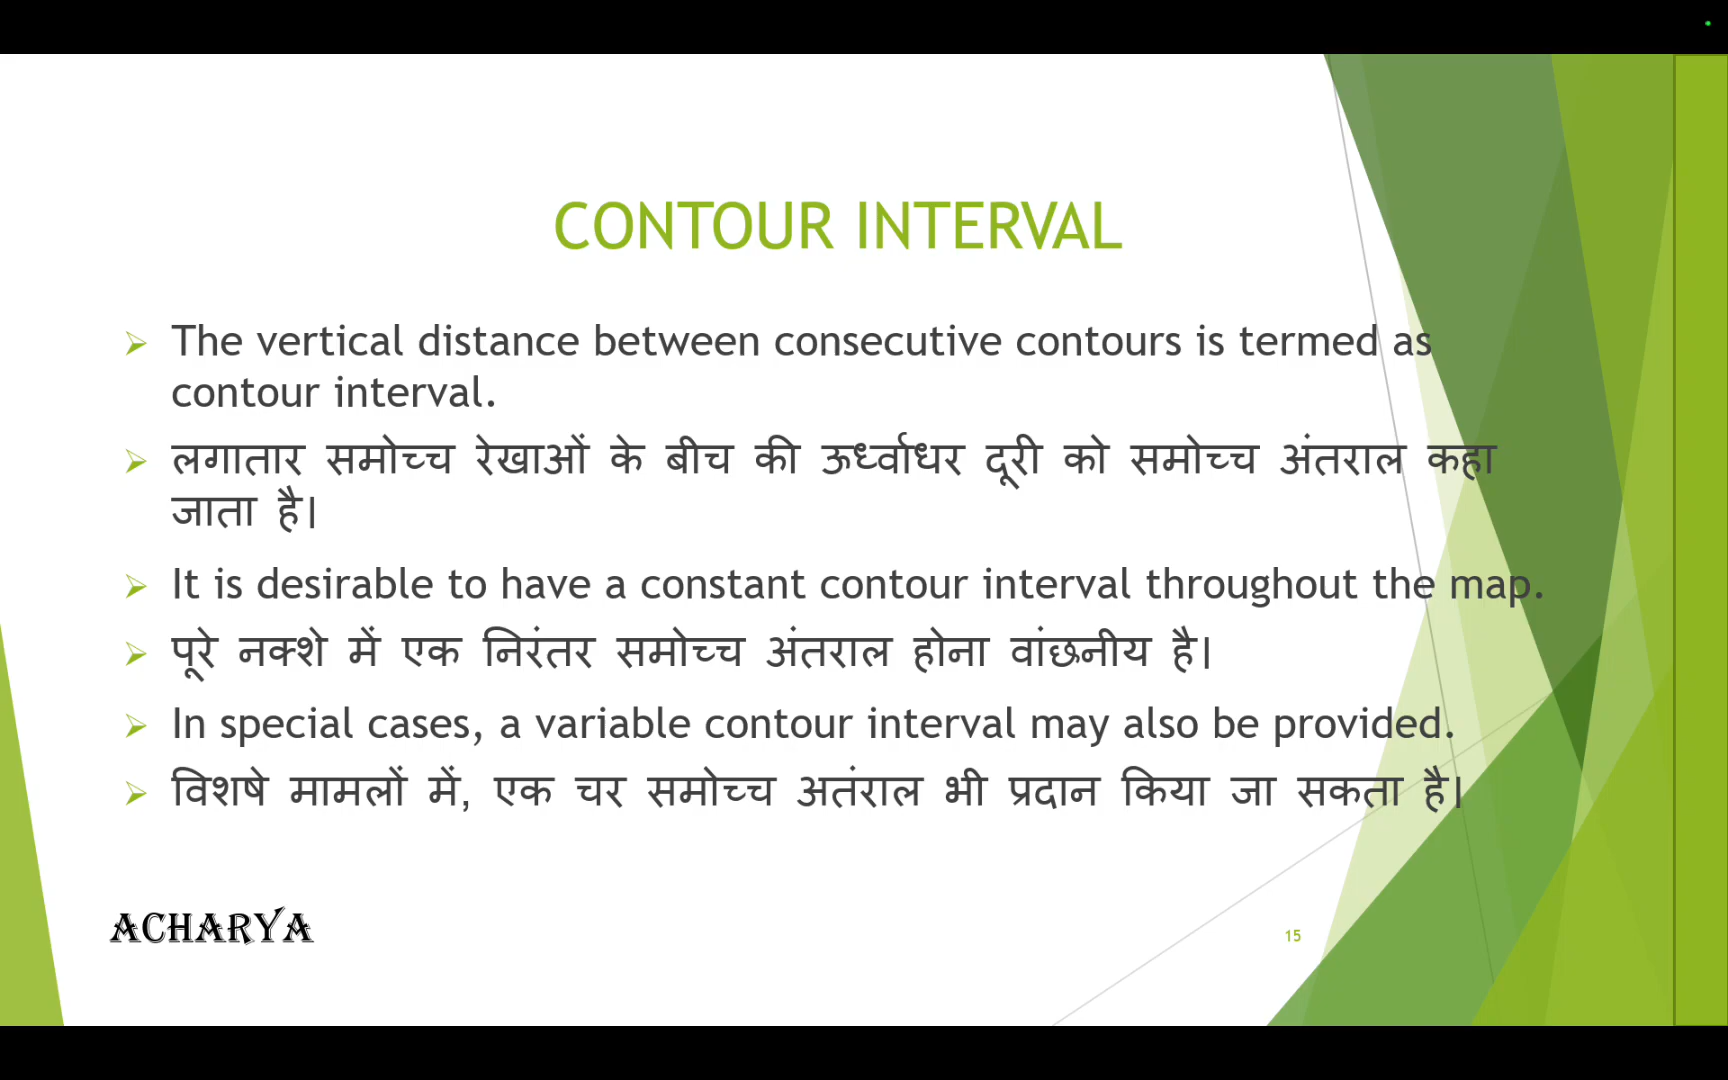 CONTOUR INTERVAL
The vertical distance between consecutive contours is termed as
contour interval.
लगातार समोच्च रेखाओं के बीच की ऊर्ध्वाधर दूरी को समोच्च अंतराल कहा
जाता है।
It is desirable to have a constant contour interval throughout the map.
पूरे नक्शे में एक निरंतर समोच्च अंतराल होना वांछनीय है।
In special cases, a variable contour interval may also be provided.
विशषे मामलों में, एक चर समोच्च अतंराल भी प्रदान किया जा सकता है।
ACHARYA
15